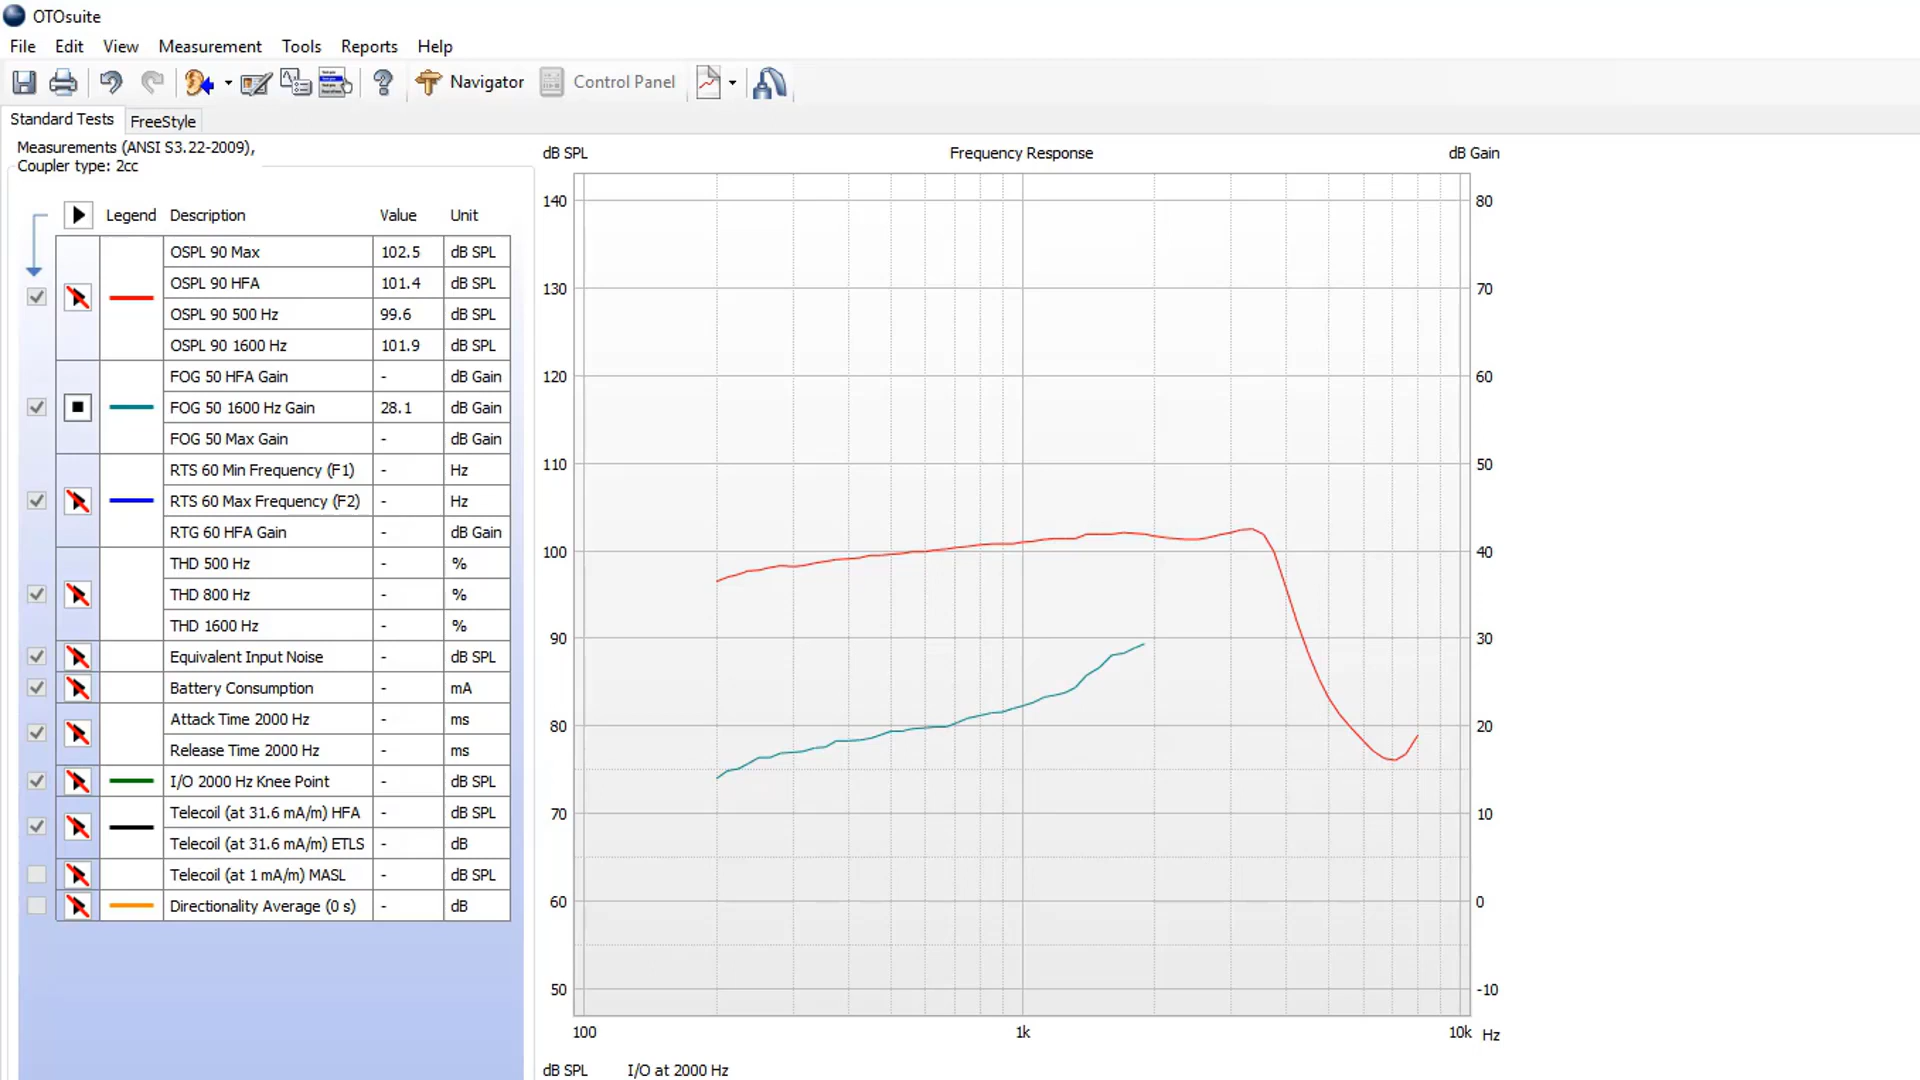 OTOsuite
File Edit View Measurement Tools Reports Help
Navigator Control Panel
Standard Tests FreeStyle
Measurements (ANSI S3.22-2009),
Coupler type: 2cc
Legend Description Value Unit
OSPL 90 Max 102.5 dB SPL
OSPL 90 HFA 101.4 dB SPL
OSPL 90 500 Hz 99.6 dB SPL
OSPL 90 1600 Hz 101.9 dB SPL
FOG 50 HFA Gain - dB Gain
FOG 50 1600 Hz Gain 28.1 dB Gain
FOG 50 Max Gain - dB Gain
RTS 60 Min Frequency (F1) - Hz
RTS 60 Max Frequency (F2) - Hz
RTG 60 HFA Gain - dB Gain
THD 500 Hz - %
THD 800 Hz - %
THD 1600 Hz - %
Equivalent Input Noise - dB SPL
Battery Consumption - mA
Attack Time 2000 Hz - ms
Release Time 2000 Hz - ms
I/O 2000 Hz Knee Point - dB SPL
Telecoil (at 31.6 mA/m) HFA - dB SPL
Telecoil (at 31.6 mA/m) ETLS - dB
Telecoil (at 1 mA/m) MASL - dB SPL
Directionality Average (0 s) - dB
dB SPL Frequency Response dB Gain
140 80
130 70
120 60
110 50
100 40
90 30
80 20
70 10
60 0
50 -10
100 1k 10k Hz
dB SPL I/O at 2000 Hz